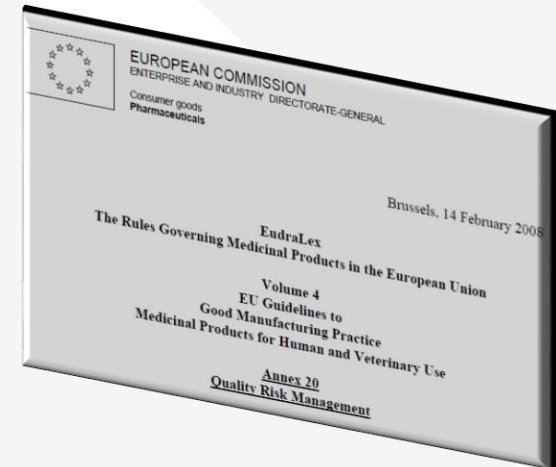 EUROPEAN COMMISSION
ENTERPRISE AND INDUSTRY DIRECTORATE-GENERAL
Consumer goods
Pharmaceuticals
Brussels, 14 February 2008
EudraLex
The Rules Governing Medicinal Products in the European Union
Volume 4
EU Guidelines to
Good Manufacturing Practice
Medicinal Products for Human and Veterinary Use
Annex 20
Quality Risk Management